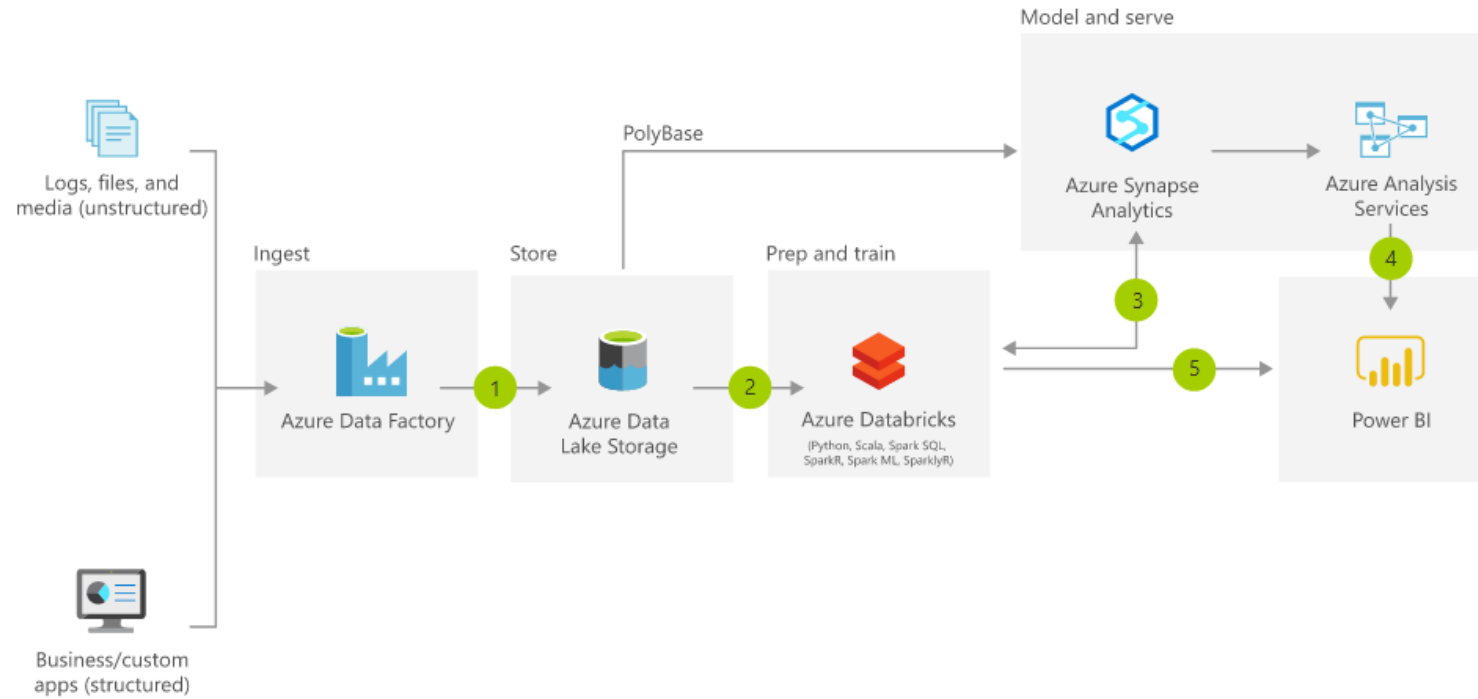 Model and serve
PolyBase
Logs, files, and
media (unstructured)
Azure Synapse
Analytics
Azure Analysis
Services
Ingest
Store
Prep and train
4
3
1
2
5
Azure Data Factory
Azure Data
Lake Storage
Azure Databricks
(Python, Scala, Spark SQL,
SparkR, Spark ML, SparklyR)
Power BI
Business/custom
apps (structured)